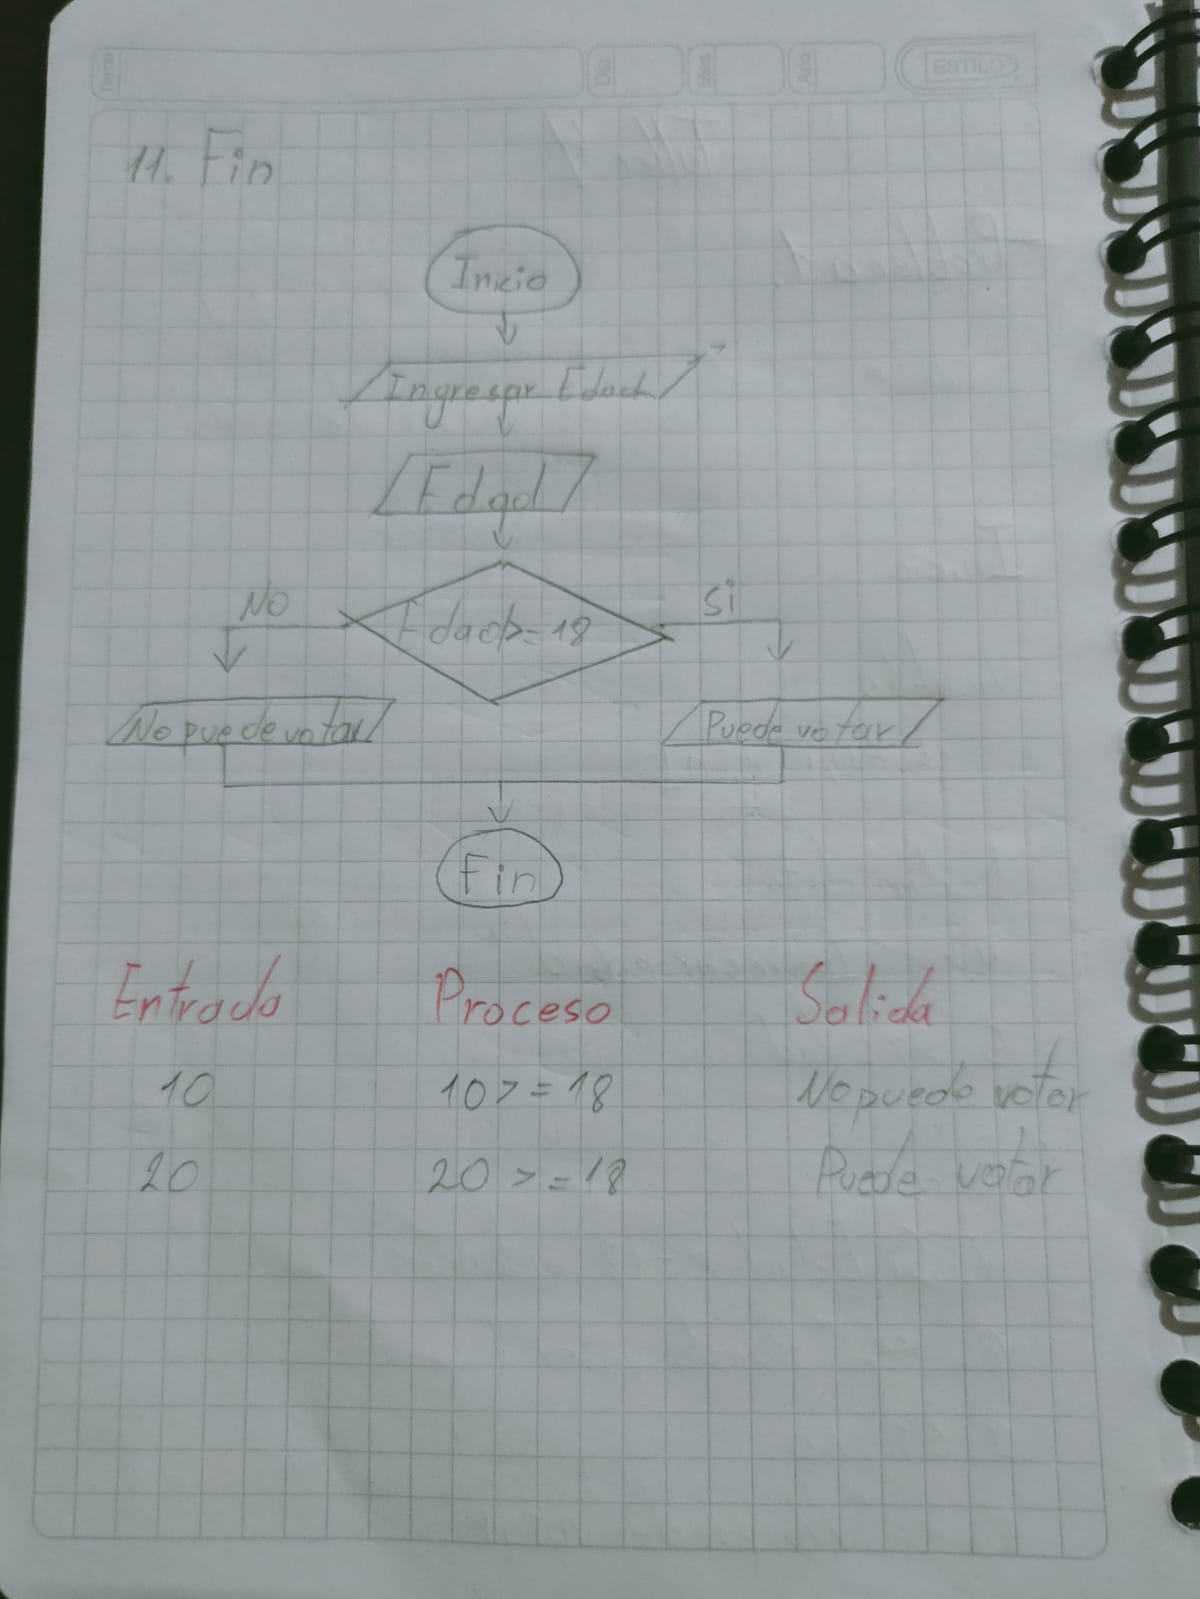 Tema
Día
Mes
Año
ESTILO
11. Fin
Inicio
Ingresar Edad
Edad
No
Edad>=18
Si
No puede votar
Puede votar
Fin
Entrada Proceso Salida
10 10>=18 No puede votar
20 20>=18 Puede votar